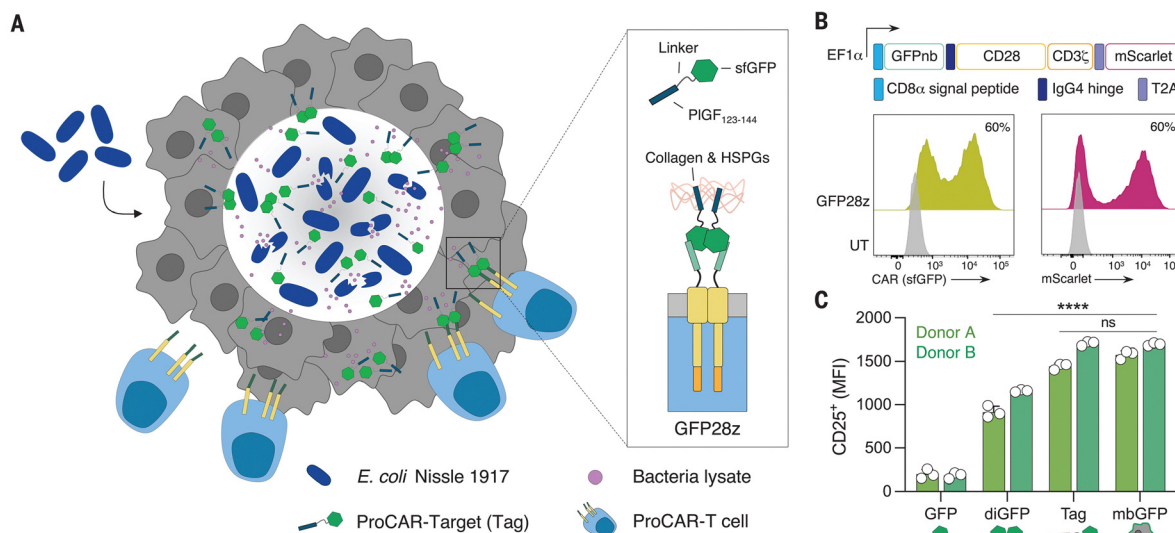 A
Linker
sfGFP
PlGF123-144
Collagen & HSPGs
GFP28z
E. coli Nissle 1917
Bacteria lysate
ProCAR-Target (Tag)
ProCAR-T cell
B
EF1α
GFPnb
CD28
CD3ζ
mScarlet
CD8α signal peptide
IgG4 hinge
T2A
60%
60%
GFP28z
UT
0 10³ 10⁴ 10⁵
0 10³ 10⁴
CAR (sfGFP)
mScarlet
C
****
ns
Donor A
Donor B
2000
1500
1000
500
0
CD25⁺ (MFI)
GFP diGFP Tag mbGFP